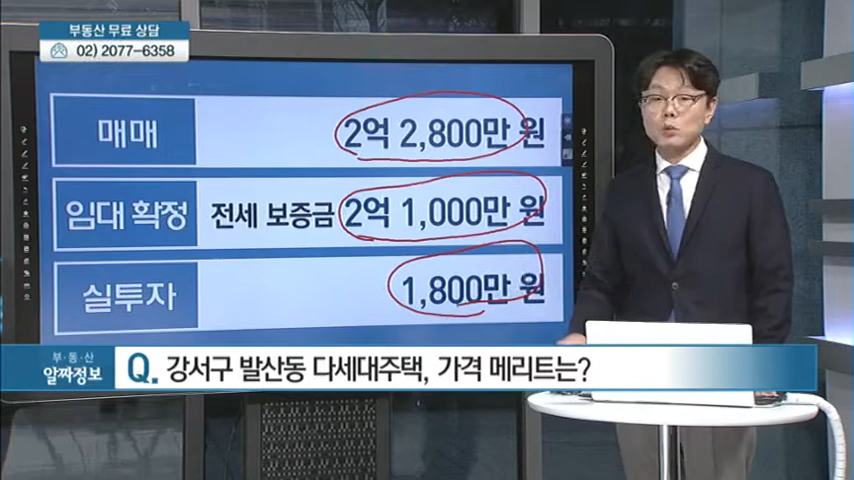 부동산 무료 상담
02) 2077-6358
매매 2억 2,800만 원
임대 확정 전세 보증금 2억 1,000만 원
실투자 1,800만 원
부·동·산
알짜정보
Q. 강서구 발산동 다세대주택, 가격 메리트는?